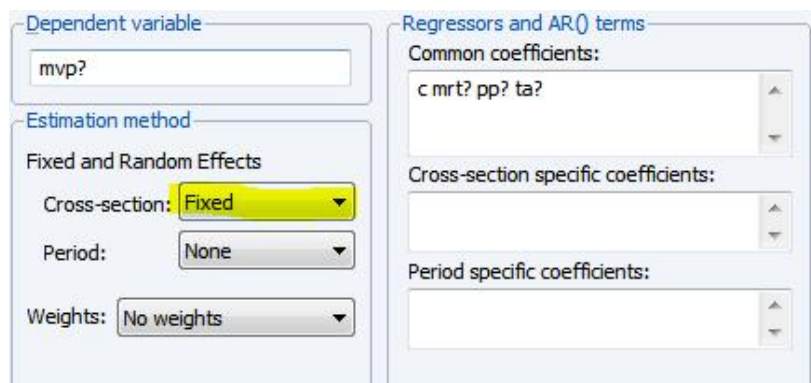 Dependent variable
mvp?
Estimation method
Fixed and Random Effects
Cross-section: Fixed
Period: None
Weights: No weights
Regressors and AR() terms
Common coefficients:
c mrt? pp? ta?
Cross-section specific coefficients:
Period specific coefficients: